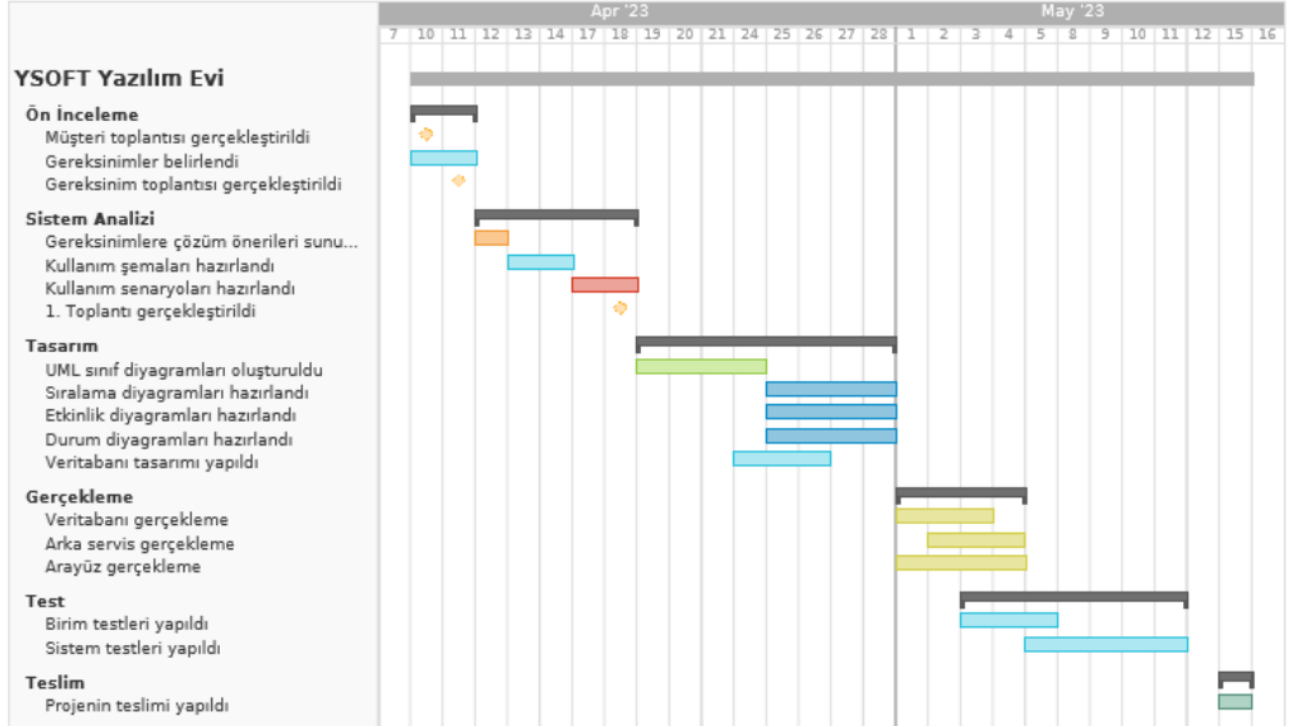 Apr '23 May '23
7 10 11 12 13 14 17 18 19 20 21 24 25 26 27 28 1 2 3 4 5 8 9 10 11 12 15 16
YSOFT Yazılım Evi
Ön İnceleme
Müşteri toplantısı gerçekleştirildi
Gereksinimler belirlendi
Gereksinim toplantısı gerçekleştirildi
Sistem Analizi
Gereksinimlere çözüm önerileri sunu...
Kullanım şemaları hazırlandı
Kullanım senaryoları hazırlandı
1. Toplantı gerçekleştirildi
Tasarım
UML sınıf diyagramları oluşturuldu
Sıralama diyagramları hazırlandı
Etkinlik diyagramları hazırlandı
Durum diyagramları hazırlandı
Veritabanı tasarımı yapıldı
Gerçekleme
Veritabanı gerçekleme
Arka servis gerçekleme
Arayüz gerçekleme
Test
Birim testleri yapıldı
Sistem testleri yapıldı
Teslim
Projenin teslimi yapıldı